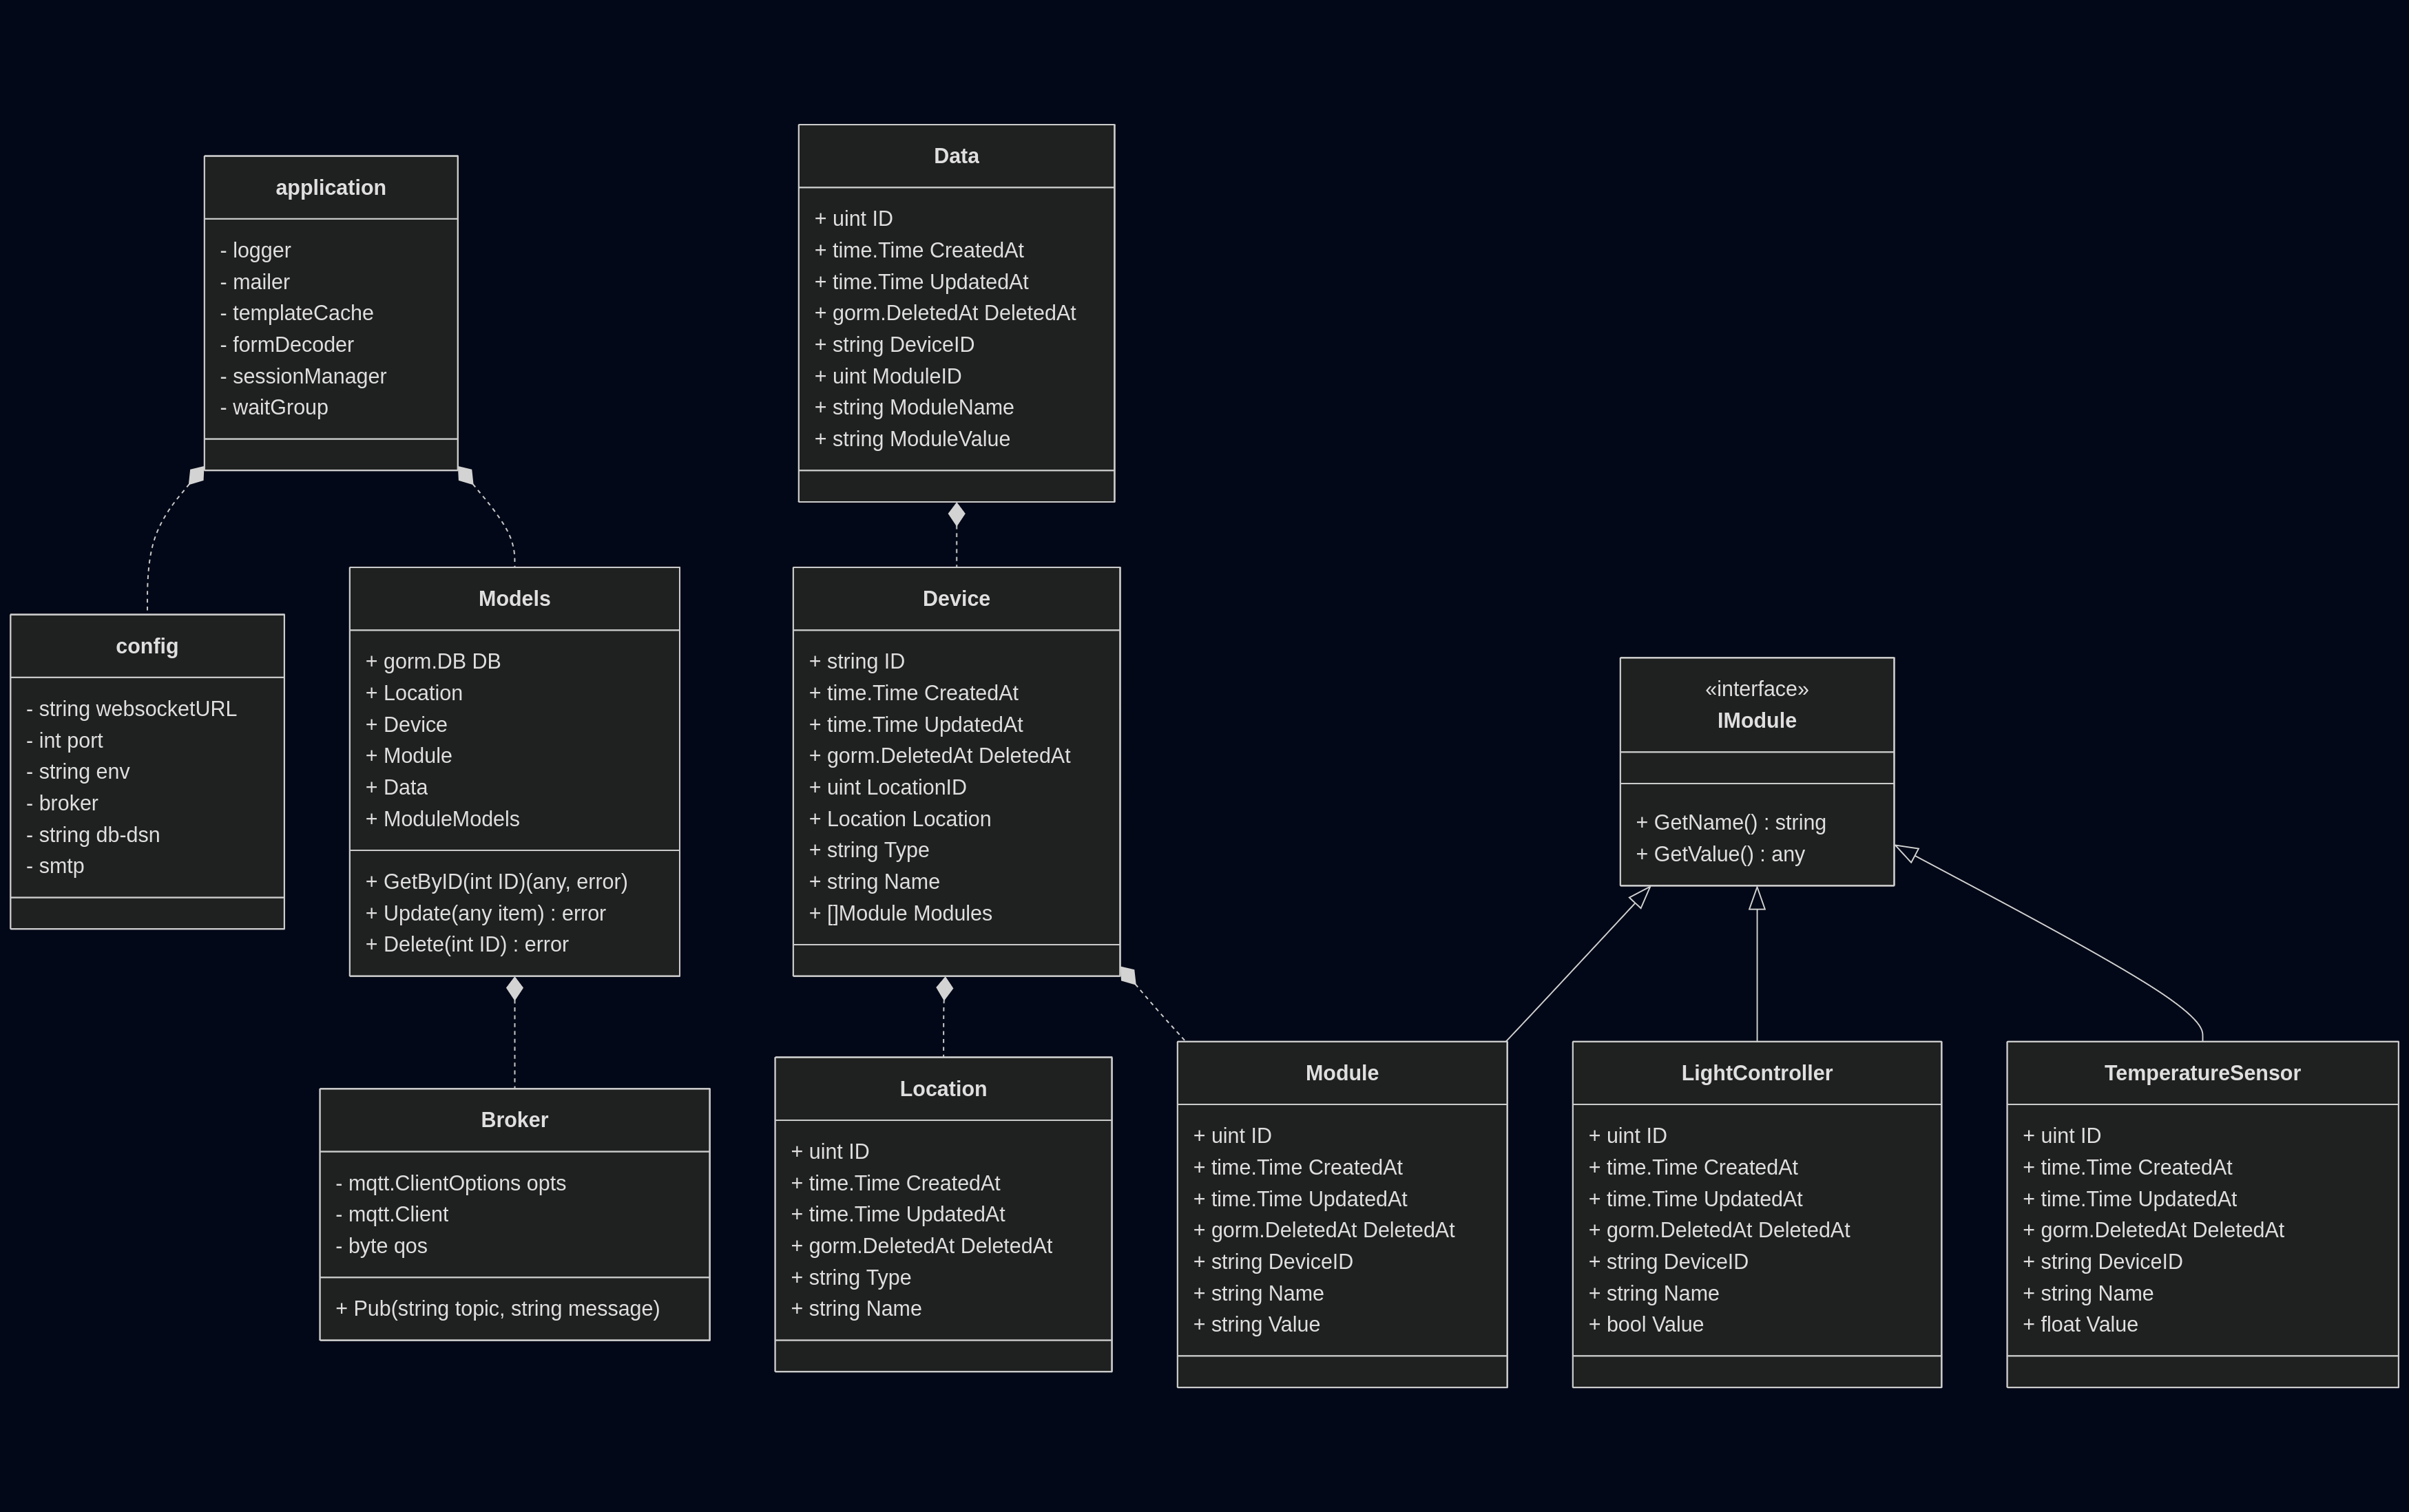 application
- logger
- mailer
- templateCache
- formDecoder
- sessionManager
- waitGroup
Data
+ uint ID
+ time.Time CreatedAt
+ time.Time UpdatedAt
+ gorm.DeletedAt DeletedAt
+ string DeviceID
+ uint ModuleID
+ string ModuleName
+ string ModuleValue
config
- string websocketURL
- int port
- string env
- broker
- string db-dsn
- smtp
Models
+ gorm.DB DB
+ Location
+ Device
+ Module
+ Data
+ ModuleModels
+ GetByID(int ID)(any, error)
+ Update(any item) : error
+ Delete(int ID) : error
Device
+ string ID
+ time.Time CreatedAt
+ time.Time UpdatedAt
+ gorm.DeletedAt DeletedAt
+ uint LocationID
+ Location Location
+ string Type
+ string Name
+ []Module Modules
«interface»
IModule
+ GetName() : string
+ GetValue() : any
Broker
- mqtt.ClientOptions opts
- mqtt.Client
- byte qos
+ Pub(string topic, string message)
Location
+ uint ID
+ time.Time CreatedAt
+ time.Time UpdatedAt
+ gorm.DeletedAt DeletedAt
+ string Type
+ string Name
Module
+ uint ID
+ time.Time CreatedAt
+ time.Time UpdatedAt
+ gorm.DeletedAt DeletedAt
+ string DeviceID
+ string Name
+ string Value
LightController
+ uint ID
+ time.Time CreatedAt
+ time.Time UpdatedAt
+ gorm.DeletedAt DeletedAt
+ string DeviceID
+ string Name
+ bool Value
TemperatureSensor
+ uint ID
+ time.Time CreatedAt
+ time.Time UpdatedAt
+ gorm.DeletedAt DeletedAt
+ string DeviceID
+ string Name
+ float Value